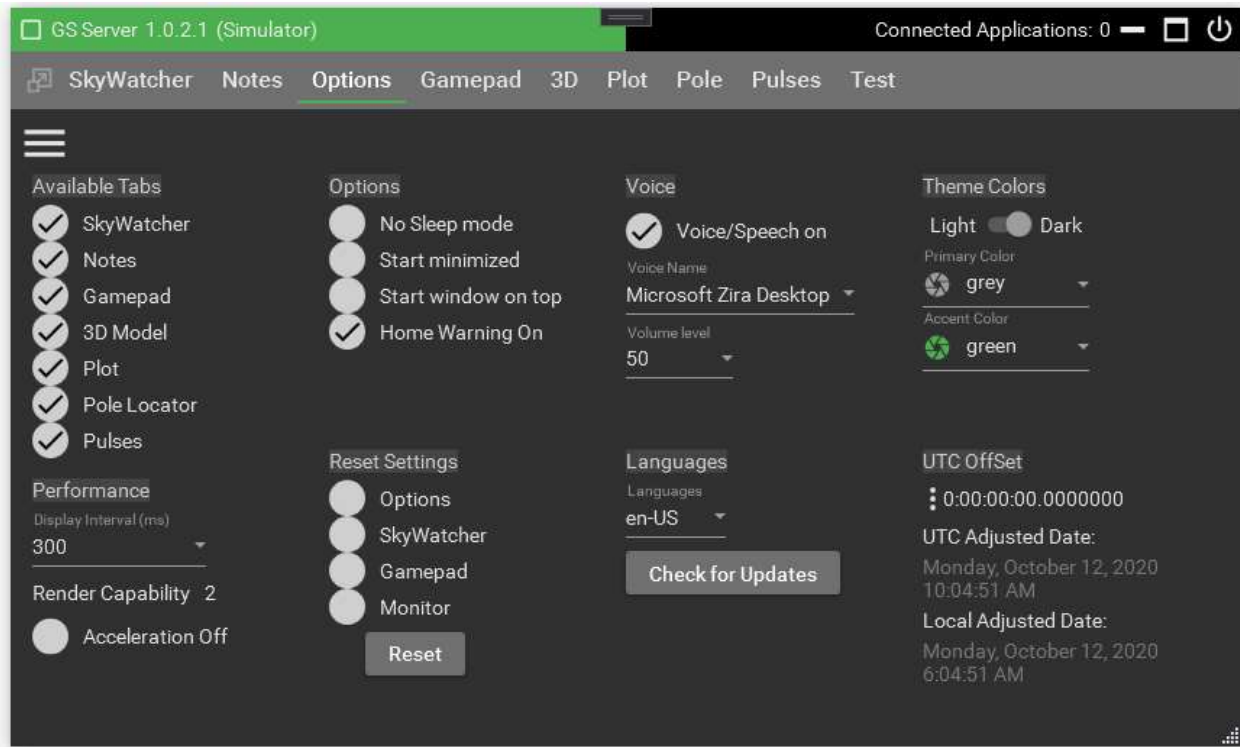 GS Server 1.0.2.1 (Simulator)
Connected Applications: 0
SkyWatcher Notes Options Gamepad 3D Plot Pole Pulses Test
Available Tabs
SkyWatcher
Notes
Gamepad
3D Model
Plot
Pole Locator
Pulses
Performance
Display Interval (ms)
300
Render Capability 2
Acceleration Off
Options
No Sleep mode
Start minimized
Start window on top
Home Warning On
Reset Settings
Options
SkyWatcher
Gamepad
Monitor
Reset
Voice
Voice/Speech on
Voice Name
Microsoft Zira Desktop
Volume level
50
Languages
Languages
en-US
Check for Updates
Theme Colors
Light Dark
Primary Color
grey
Accent Color
green
UTC OffSet
0:00:00:00.0000000
UTC Adjusted Date:
Monday, October 12, 2020
10:04:51 AM
Local Adjusted Date:
Monday, October 12, 2020
6:04:51 AM